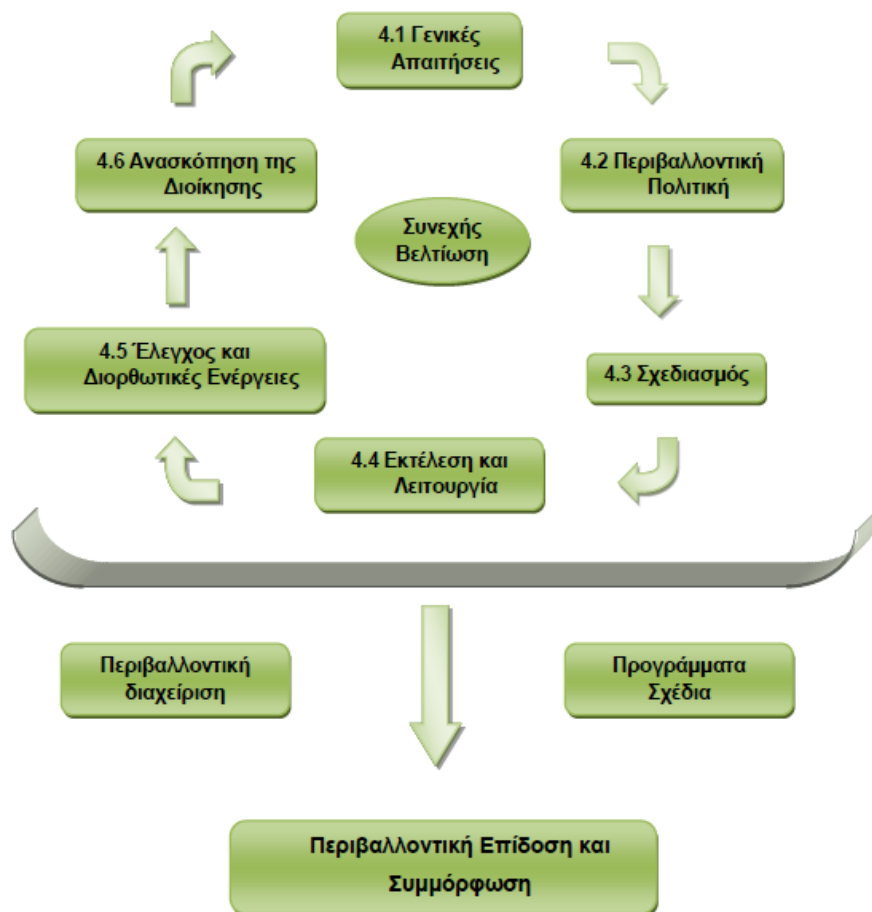 4.1 Γενικές
Απαιτήσεις
4.6 Ανασκόπηση της
Διοίκησης
4.2 Περιβαλλοντική
Πολιτική
Συνεχής
Βελτίωση
4.5 Έλεγχος και
Διορθωτικές Ενέργειες
4.3 Σχεδιασμός
4.4 Εκτέλεση και
Λειτουργία
Περιβαλλοντική
διαχείριση
Προγράμματα
Σχέδια
Περιβαλλοντική Επίδοση και
Συμμόρφωση